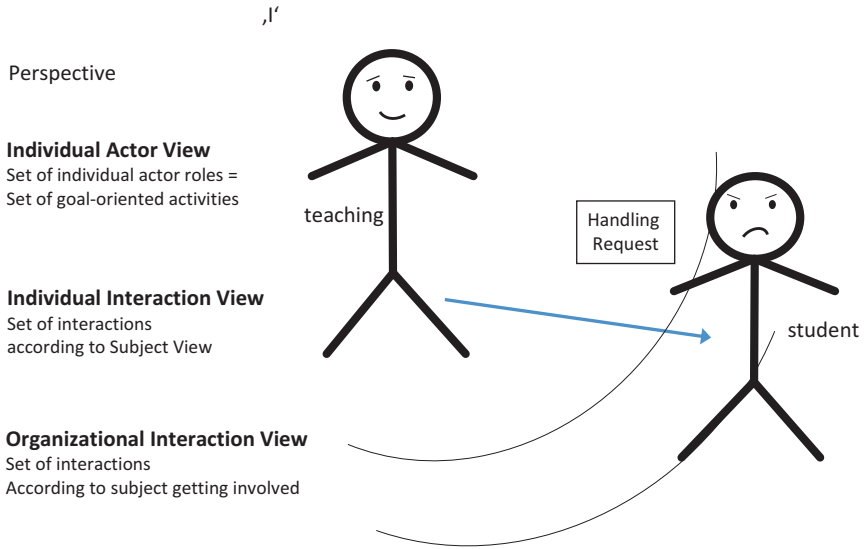 ‚I‘
Perspective
Individual Actor View
Set of individual actor roles =
Set of goal-oriented activities
teaching
Handling
Request
Individual Interaction View
Set of interactions
according to Subject View
student
Organizational Interaction View
Set of interactions
According to subject getting involved